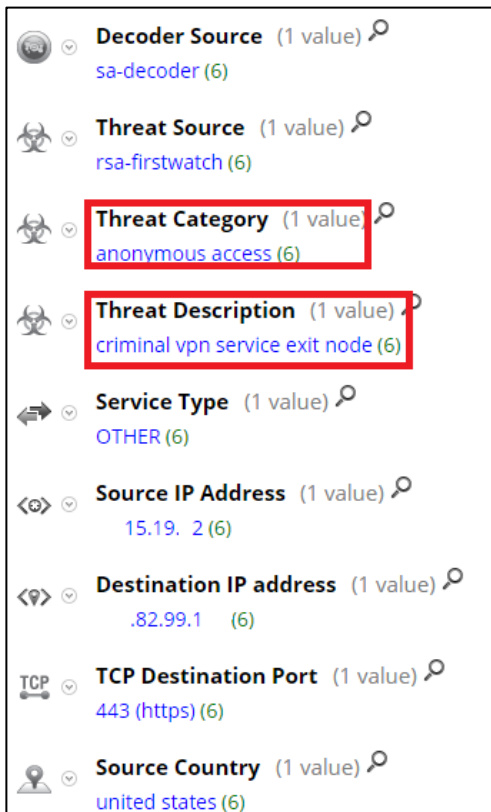 Decoder Source (1 value)
sa-decoder (6)
Threat Source (1 value)
rsa-firstwatch (6)
Threat Category (1 value)
anonymous access (6)
Threat Description (1 value)
criminal vpn service exit node (6)
Service Type (1 value)
OTHER (6)
Source IP Address (1 value)
15.19. 2 (6)
Destination IP address (1 value)
.82.99.1 (6)
TCP TCP Destination Port (1 value)
443 (https) (6)
Source Country (1 value)
united states (6)